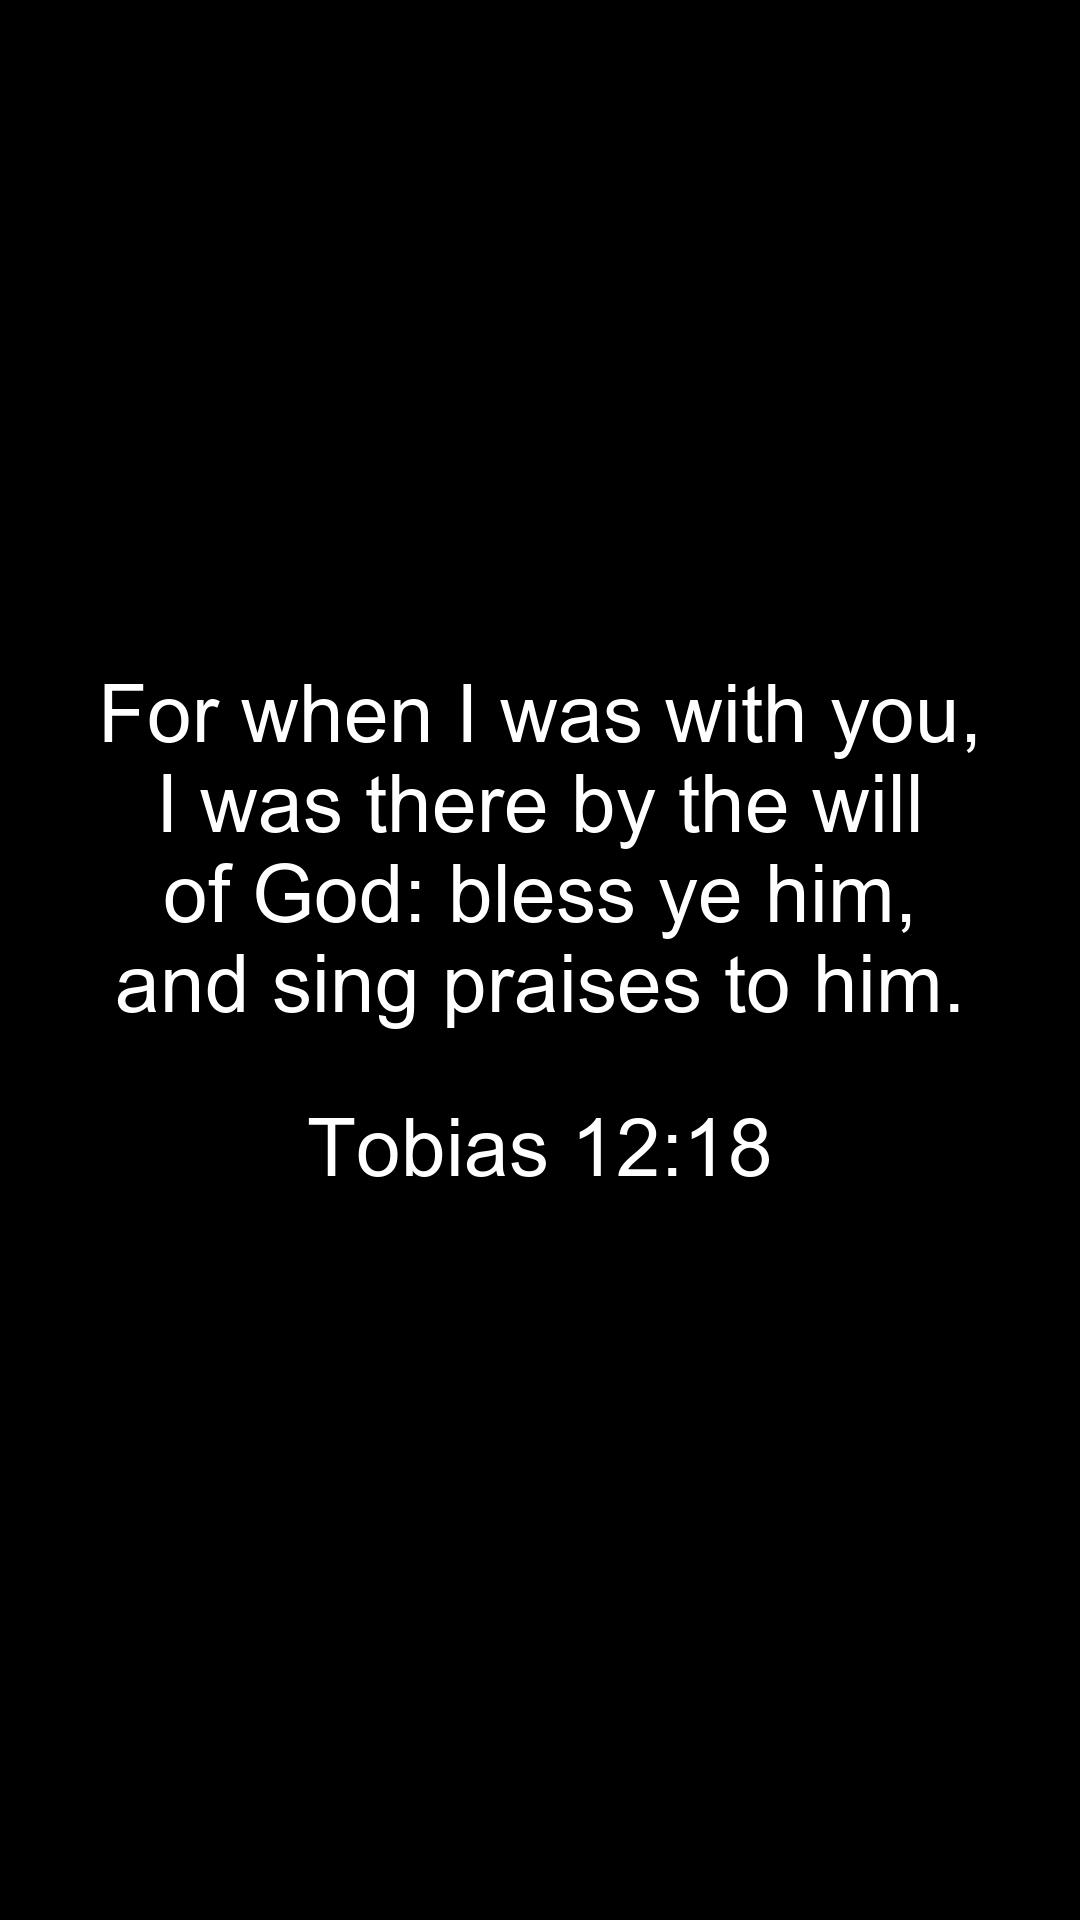 For when I was with you,
I was there by the will
of God: bless ye him,
and sing praises to him.
Tobias 12:18